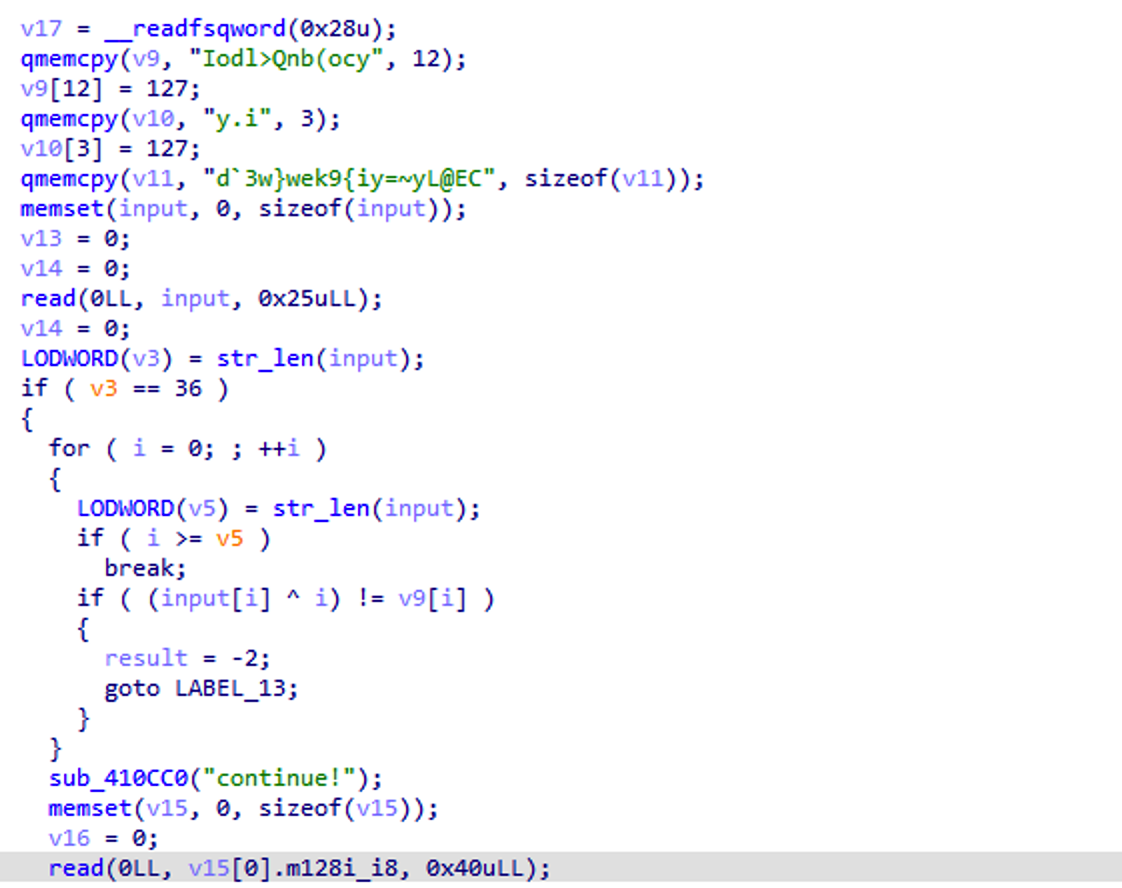 v17 = __readfsqword(0x28u);
qmemcpy(v9, "Iodl>Qnb(ocy", 12);
v9[12] = 127;
qmemcpy(v10, "y.i", 3);
v10[3] = 127;
qmemcpy(v11, "d`3w}wek9{iy=~yL@EC", sizeof(v11));
memset(input, 0, sizeof(input));
v13 = 0;
v14 = 0;
read(0LL, input, 0x25uLL);
v14 = 0;
LODWORD(v3) = str_len(input);
if ( v3 == 36 )
{
  for ( i = 0; ; ++i )
  {
    LODWORD(v5) = str_len(input);
    if ( i >= v5 )
      break;
    if ( (input[i] ^ i) != v9[i] )
    {
      result = -2;
      goto LABEL_13;
    }
  }
  sub_410CC0("continue!");
  memset(v15, 0, sizeof(v15));
  v16 = 0;
  read(0LL, v15[0].m128i_i8, 0x40uLL);